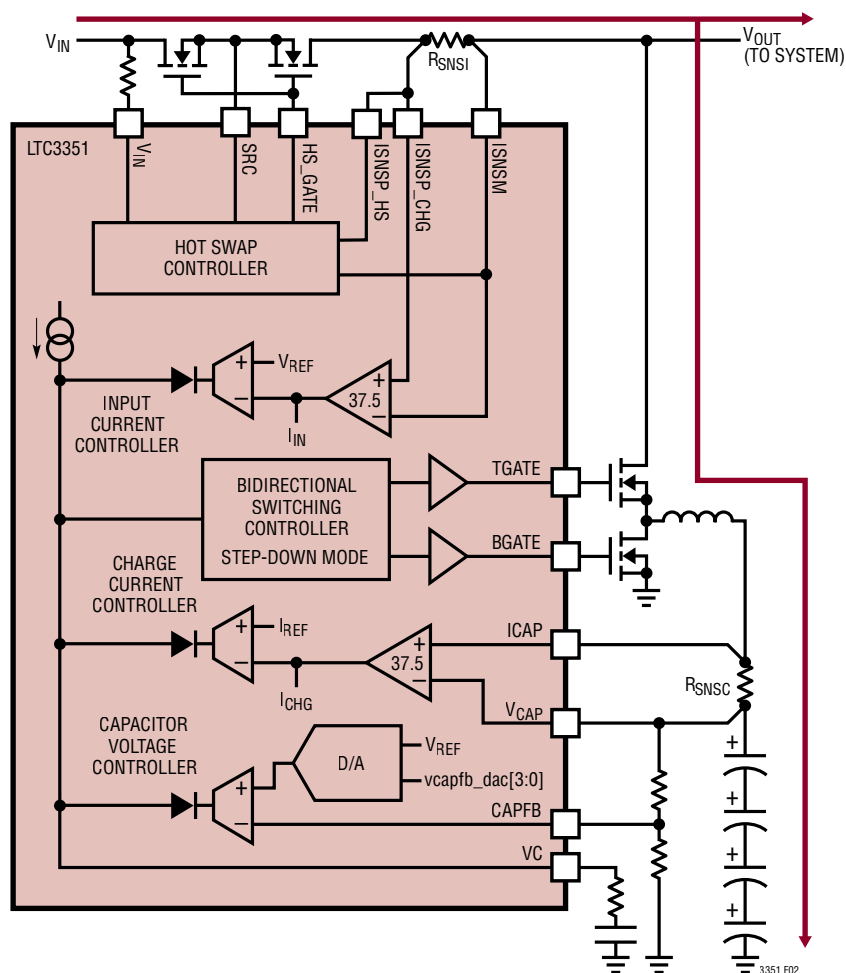 VIN
RSNSI
VOUT
(TO SYSTEM)
LTC3351
VIN
SRC
HS_GATE
ISNSP_HS
ISNSP_CHG
ISNSM
HOT SWAP
CONTROLLER
+
VREF
–
IIN
+
37.5
–
INPUT
CURRENT
CONTROLLER
BIDIRECTIONAL
SWITCHING
CONTROLLER
STEP-DOWN MODE
TGATE
BGATE
CHARGE
CURRENT
CONTROLLER
+
IREF
–
ICHG
+
37.5
–
ICAP
VCAP
RSNSC
CAPACITOR
VOLTAGE
CONTROLLER
+
–
D/A
VREF
vcapfb_dac[3:0]
CAPFB
VC
+
+
+
+
3351 F02